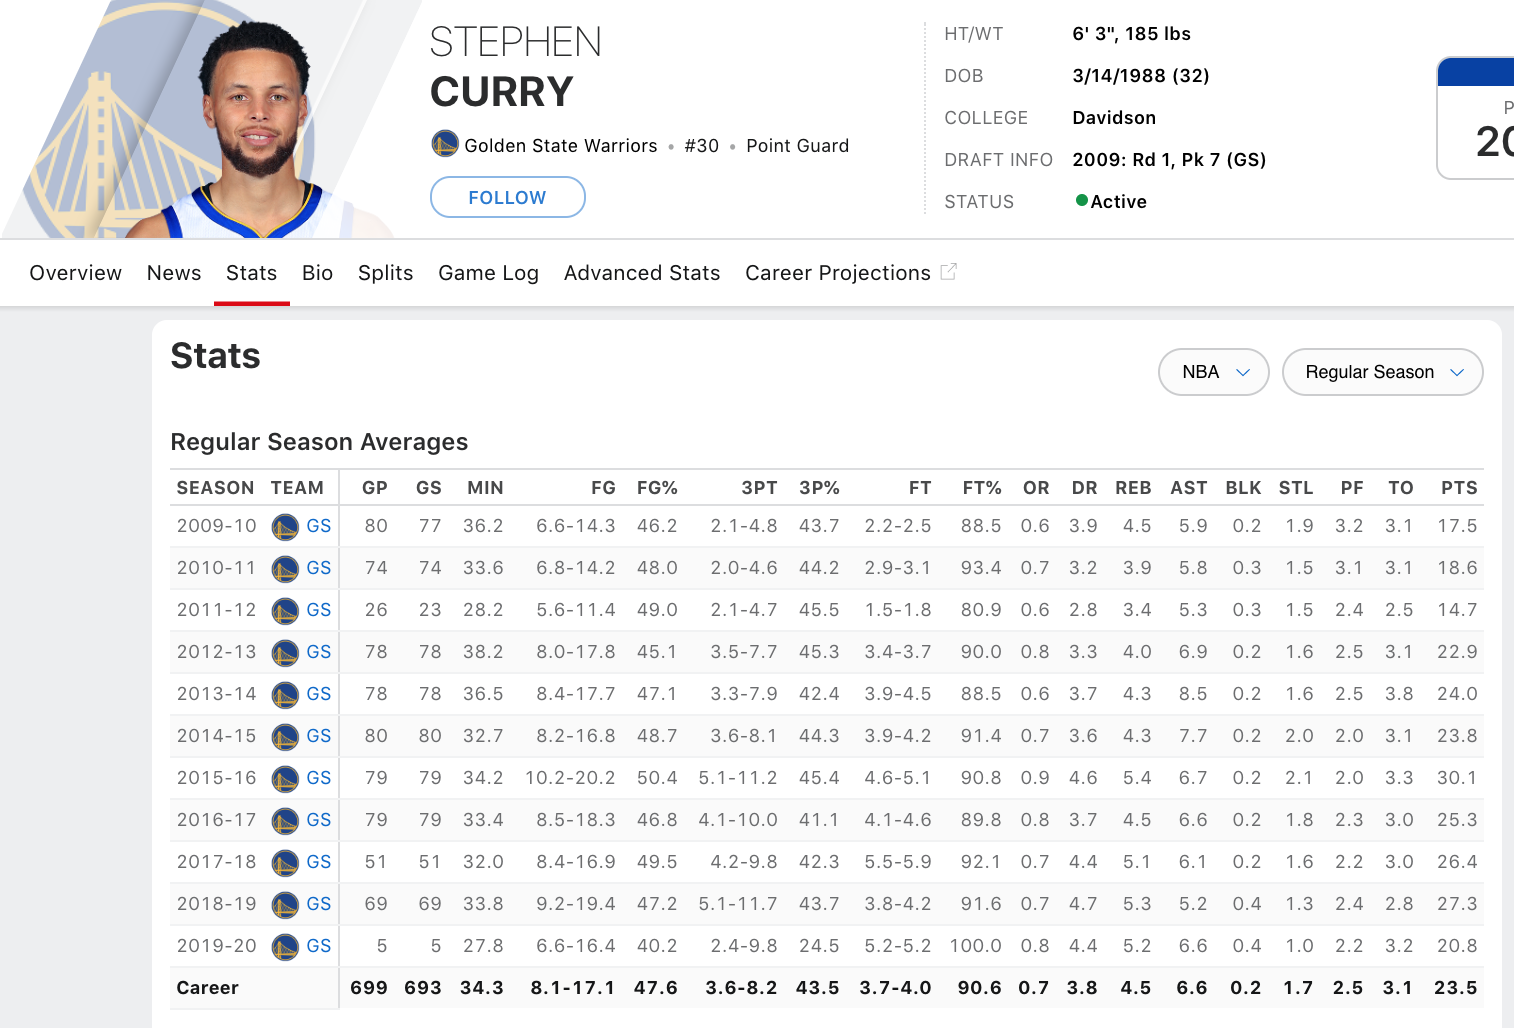 STEPHEN
CURRY
Golden State Warriors • #30 • Point Guard
FOLLOW
HT/WT 6' 3", 185 lbs
DOB 3/14/1988 (32)
COLLEGE Davidson
DRAFT INFO 2009: Rd 1, Pk 7 (GS)
STATUS Active
Overview News Stats Bio Splits Game Log Advanced Stats Career Projections
Stats
NBA Regular Season
Regular Season Averages
SEASON TEAM GP GS MIN FG FG% 3PT 3P% FT FT% OR DR REB AST BLK STL PF TO PTS
2009-10 GS 80 77 36.2 6.6-14.3 46.2 2.1-4.8 43.7 2.2-2.5 88.5 0.6 3.9 4.5 5.9 0.2 1.9 3.2 3.1 17.5
2010-11 GS 74 74 33.6 6.8-14.2 48.0 2.0-4.6 44.2 2.9-3.1 93.4 0.7 3.2 3.9 5.8 0.3 1.5 3.1 3.1 18.6
2011-12 GS 26 23 28.2 5.6-11.4 49.0 2.1-4.7 45.5 1.5-1.8 80.9 0.6 2.8 3.4 5.3 0.3 1.5 2.4 2.5 14.7
2012-13 GS 78 78 38.2 8.0-17.8 45.1 3.5-7.7 45.3 3.4-3.7 90.0 0.8 3.3 4.0 6.9 0.2 1.6 2.5 3.1 22.9
2013-14 GS 78 78 36.5 8.4-17.7 47.1 3.3-7.9 42.4 3.9-4.5 88.5 0.6 3.7 4.3 8.5 0.2 1.6 2.5 3.8 24.0
2014-15 GS 80 80 32.7 8.2-16.8 48.7 3.6-8.1 44.3 3.9-4.2 91.4 0.7 3.6 4.3 7.7 0.2 2.0 2.0 3.1 23.8
2015-16 GS 79 79 34.2 10.2-20.2 50.4 5.1-11.2 45.4 4.6-5.1 90.8 0.9 4.6 5.4 6.7 0.2 2.1 2.0 3.3 30.1
2016-17 GS 79 79 33.4 8.5-18.3 46.8 4.1-10.0 41.1 4.1-4.6 89.8 0.8 3.7 4.5 6.6 0.2 1.8 2.3 3.0 25.3
2017-18 GS 51 51 32.0 8.4-16.9 49.5 4.2-9.8 42.3 5.5-5.9 92.1 0.7 4.4 5.1 6.1 0.2 1.6 2.2 3.0 26.4
2018-19 GS 69 69 33.8 9.2-19.4 47.2 5.1-11.7 43.7 3.8-4.2 91.6 0.7 4.7 5.3 5.2 0.4 1.3 2.4 2.8 27.3
2019-20 GS 5 5 27.8 6.6-16.4 40.2 2.4-9.8 24.5 5.2-5.2 100.0 0.8 4.4 5.2 6.6 0.4 1.0 2.2 3.2 20.8
Career 699 693 34.3 8.1-17.1 47.6 3.6-8.2 43.5 3.7-4.0 90.6 0.7 3.8 4.5 6.6 0.2 1.7 2.5 3.1 23.5